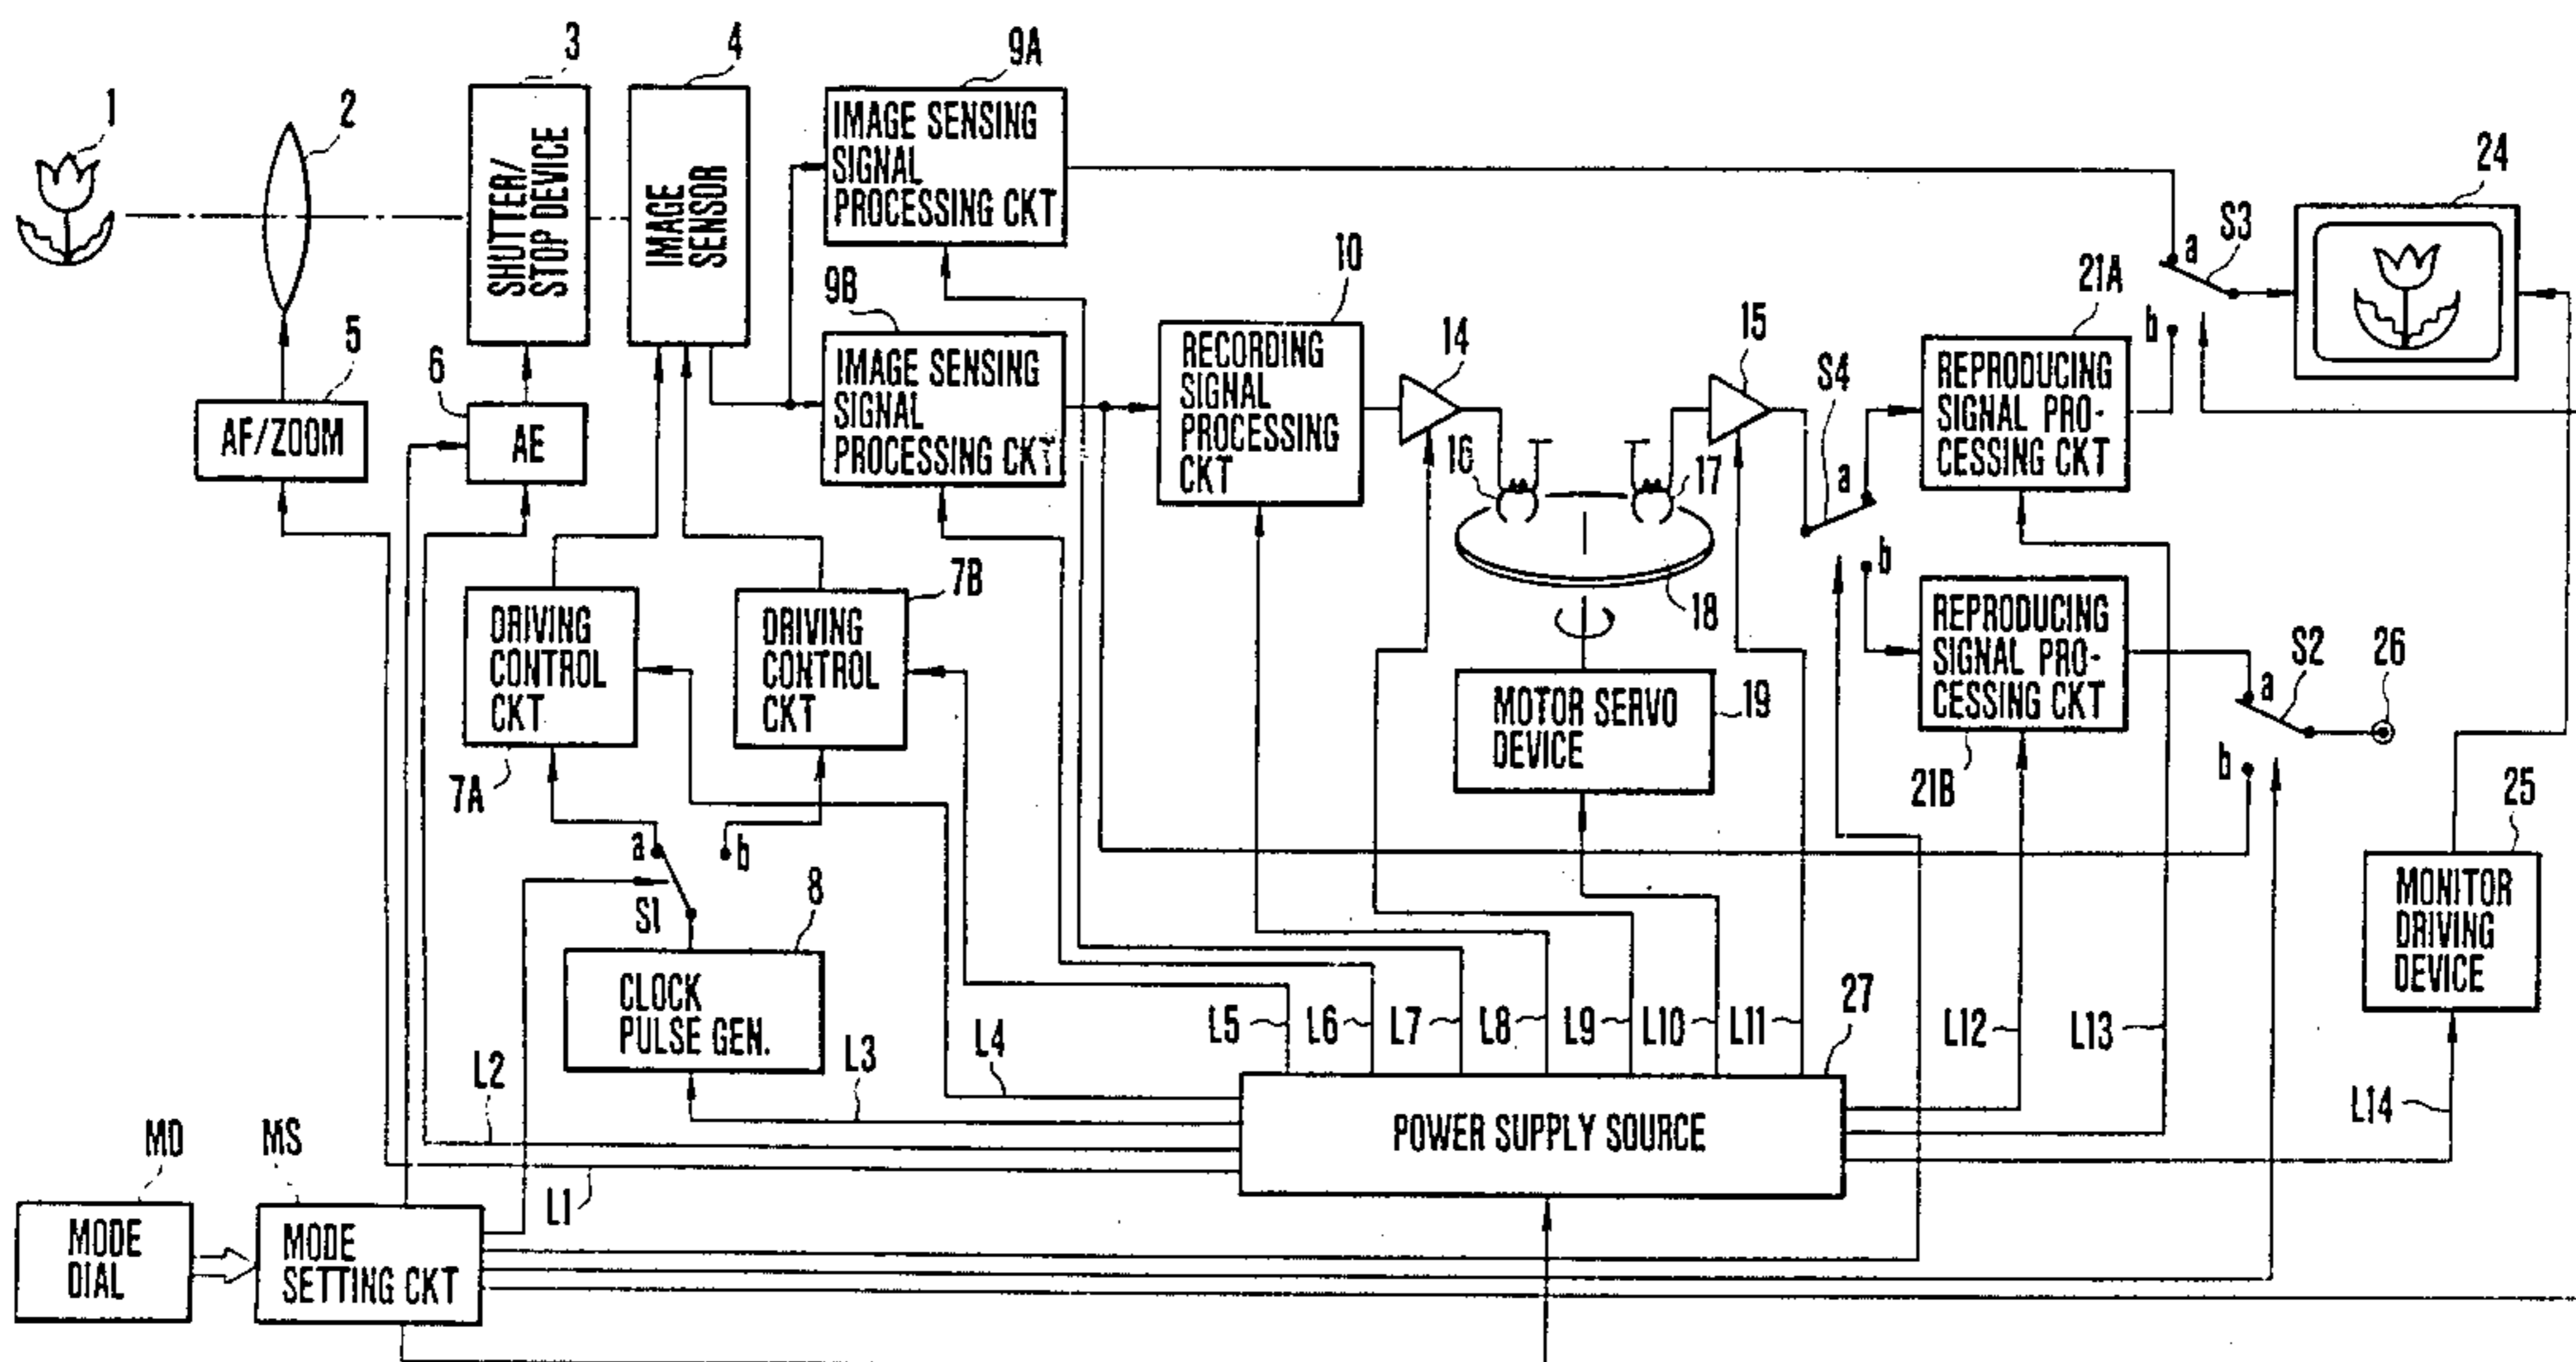 1
2
3
4
9A
SHUTTER/
STOP DEVICE
IMAGE
SENSOR
IMAGE SENSING
SIGNAL
PROCESSING CKT
24
S3
a
b
10
21A
9B
IMAGE SENSING
SIGNAL
PROCESSING CKT
RECORDING
SIGNAL
PROCESSING
CKT
14
15
S4
a
b
REPRODUCING
SIGNAL PRO-
CESSING CKT
5
6
AF/ZOOM
AE
16
17
18
7B
DRIVING
CONTROL
CKT
7A
DRIVING
CONTROL
CKT
MOTOR SERVO
DEVICE
19
REPRODUCING
SIGNAL PRO-
CESSING CKT
21B
a
S2
26
b
25
a
b
S1
8
CLOCK
PULSE GEN.
MONITOR
DRIVING
DEVICE
L5
L6
L7
L8
L9
L10
L11
27
L12
L13
L14
L2
L3
L4
POWER SUPPLY SOURCE
MD
MS
L1
MODE
DIAL
MODE
SETTING CKT